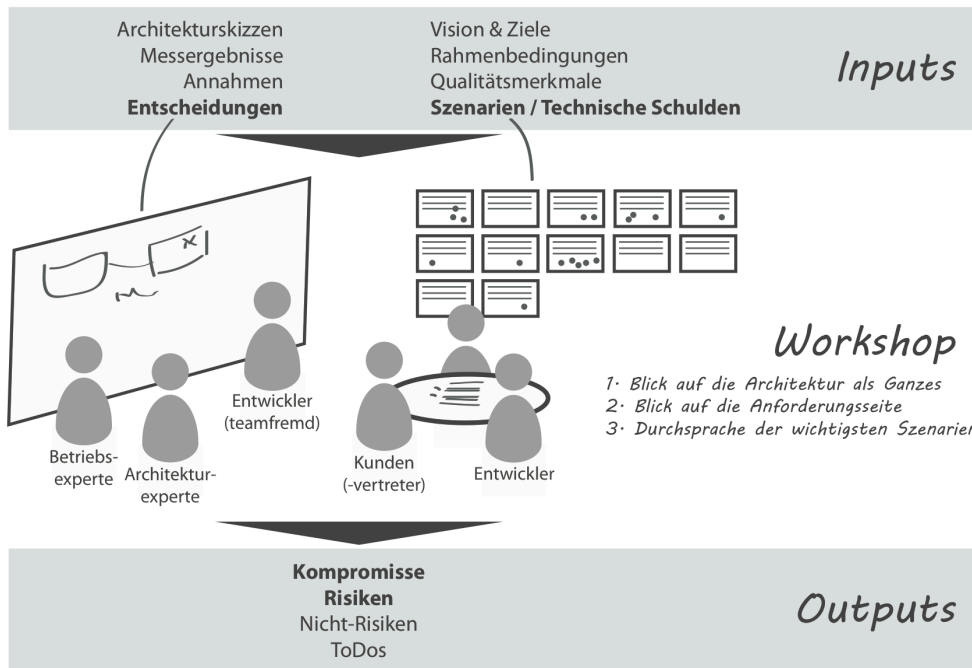 Architekturskizzen
Messergebnisse
Annahmen
Entscheidungen
Vision & Ziele
Rahmenbedingungen
Qualitätsmerkmale
Szenarien / Technische Schulden
Inputs
Workshop
1. Blick auf die Architektur als Ganzes
2. Blick auf die Anforderungsseite
3. Durchsprache der wichtigsten Szenarien
Betriebs-
experte
Architektur-
experte
Entwickler
(teamfremd)
Kunden
(-vertreter)
Entwickler
Kompromisse
Risiken
Nicht-Risiken
ToDos
Outputs